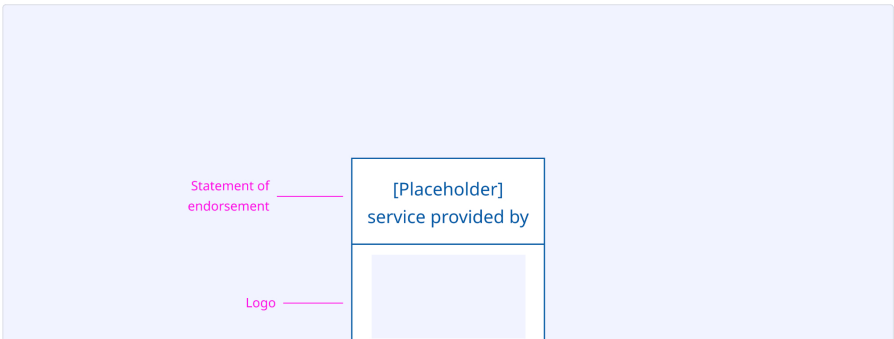 Statement of
endorsement
[Placeholder]
service provided by
Logo